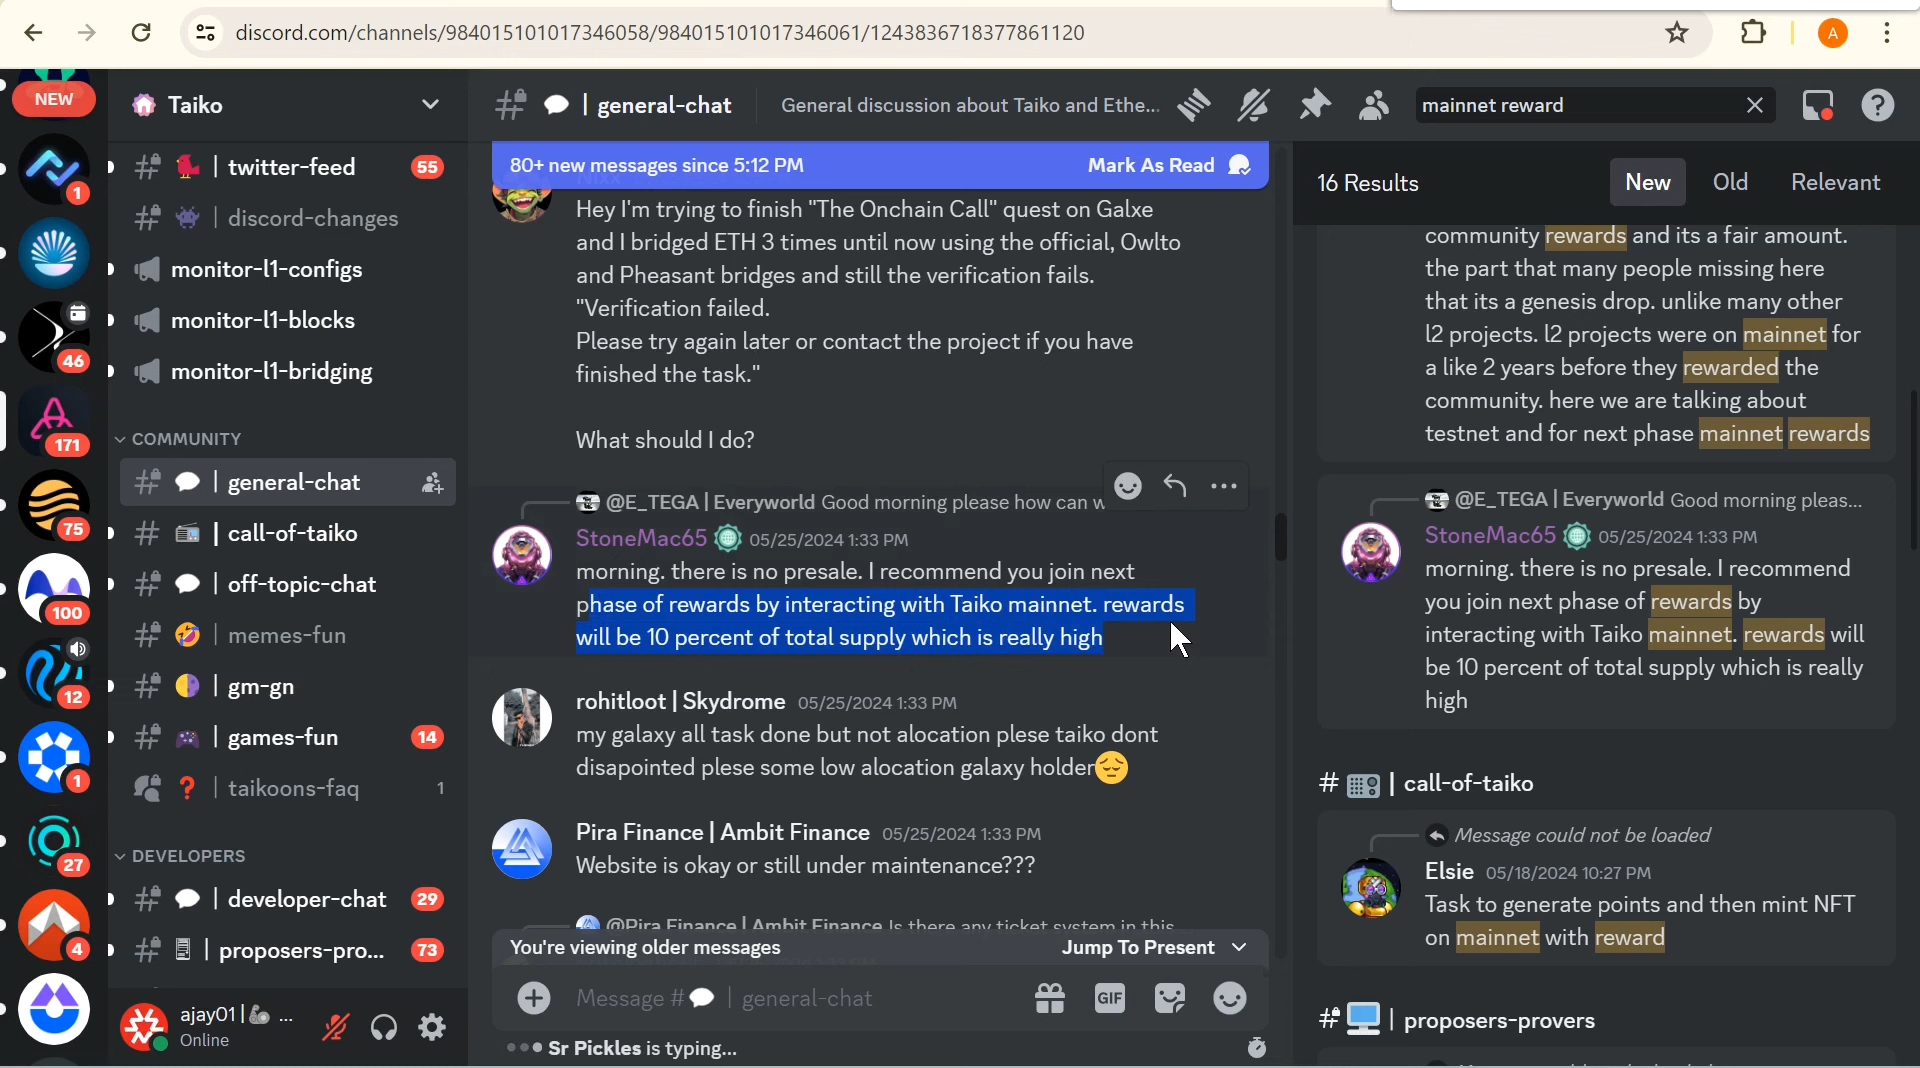 discord.com/channels/984015101017346058/984015101017346061/1243836718377861120
A
NEW
1
46
171
75
100
12
1
27
4
Taiko
twitter-feed 55
discord-changes
monitor-l1-configs
monitor-l1-blocks
monitor-l1-bridging
COMMUNITY
general-chat
call-of-taiko
off-topic-chat
memes-fun
gm-gn
games-fun 14
taikoons-faq 1
DEVELOPERS
developer-chat 29
proposers-pro... 73
ajay01 | ...
Online
# | general-chat General discussion about Taiko and Ethe...
mainnet reward
80+ new messages since 5:12 PM Mark As Read
Hey I'm trying to finish "The Onchain Call" quest on Galxe
and I bridged ETH 3 times until now using the official, Owlto
and Pheasant bridges and still the verification fails.
"Verification failed.
Please try again later or contact the project if you have
finished the task."
What should I do?
@E_TEGA | Everyworld Good morning please how can w
StoneMac65 05/25/2024 1:33 PM
morning. there is no presale. I recommend you join next
phase of rewards by interacting with Taiko mainnet. rewards
will be 10 percent of total supply which is really high
rohitloot | Skydrome 05/25/2024 1:33 PM
my galaxy all task done but not alocation plese taiko dont
disapointed plese some low alocation galaxy holder😔
Pira Finance | Ambit Finance 05/25/2024 1:33 PM
Website is okay or still under maintenance???
@Pira Finance | Ambit Finance Is there any ticket system in this
You're viewing older messages Jump To Present
Message #💬 | general-chat
GIF
Sr Pickles is typing...
16 Results New Old Relevant
community rewards and its a fair amount.
the part that many people missing here
that its a genesis drop. unlike many other
l2 projects. l2 projects were on mainnet for
a like 2 years before they rewarded the
community. here we are talking about
testnet and for next phase mainnet rewards
@E_TEGA | Everyworld Good morning pleas...
StoneMac65 05/25/2024 1:33 PM
morning. there is no presale. I recommend
you join next phase of rewards by
interacting with Taiko mainnet. rewards will
be 10 percent of total supply which is really
high
# | call-of-taiko
Message could not be loaded
Elsie 05/18/2024 10:27 PM
Task to generate points and then mint NFT
on mainnet with reward
# | proposers-provers